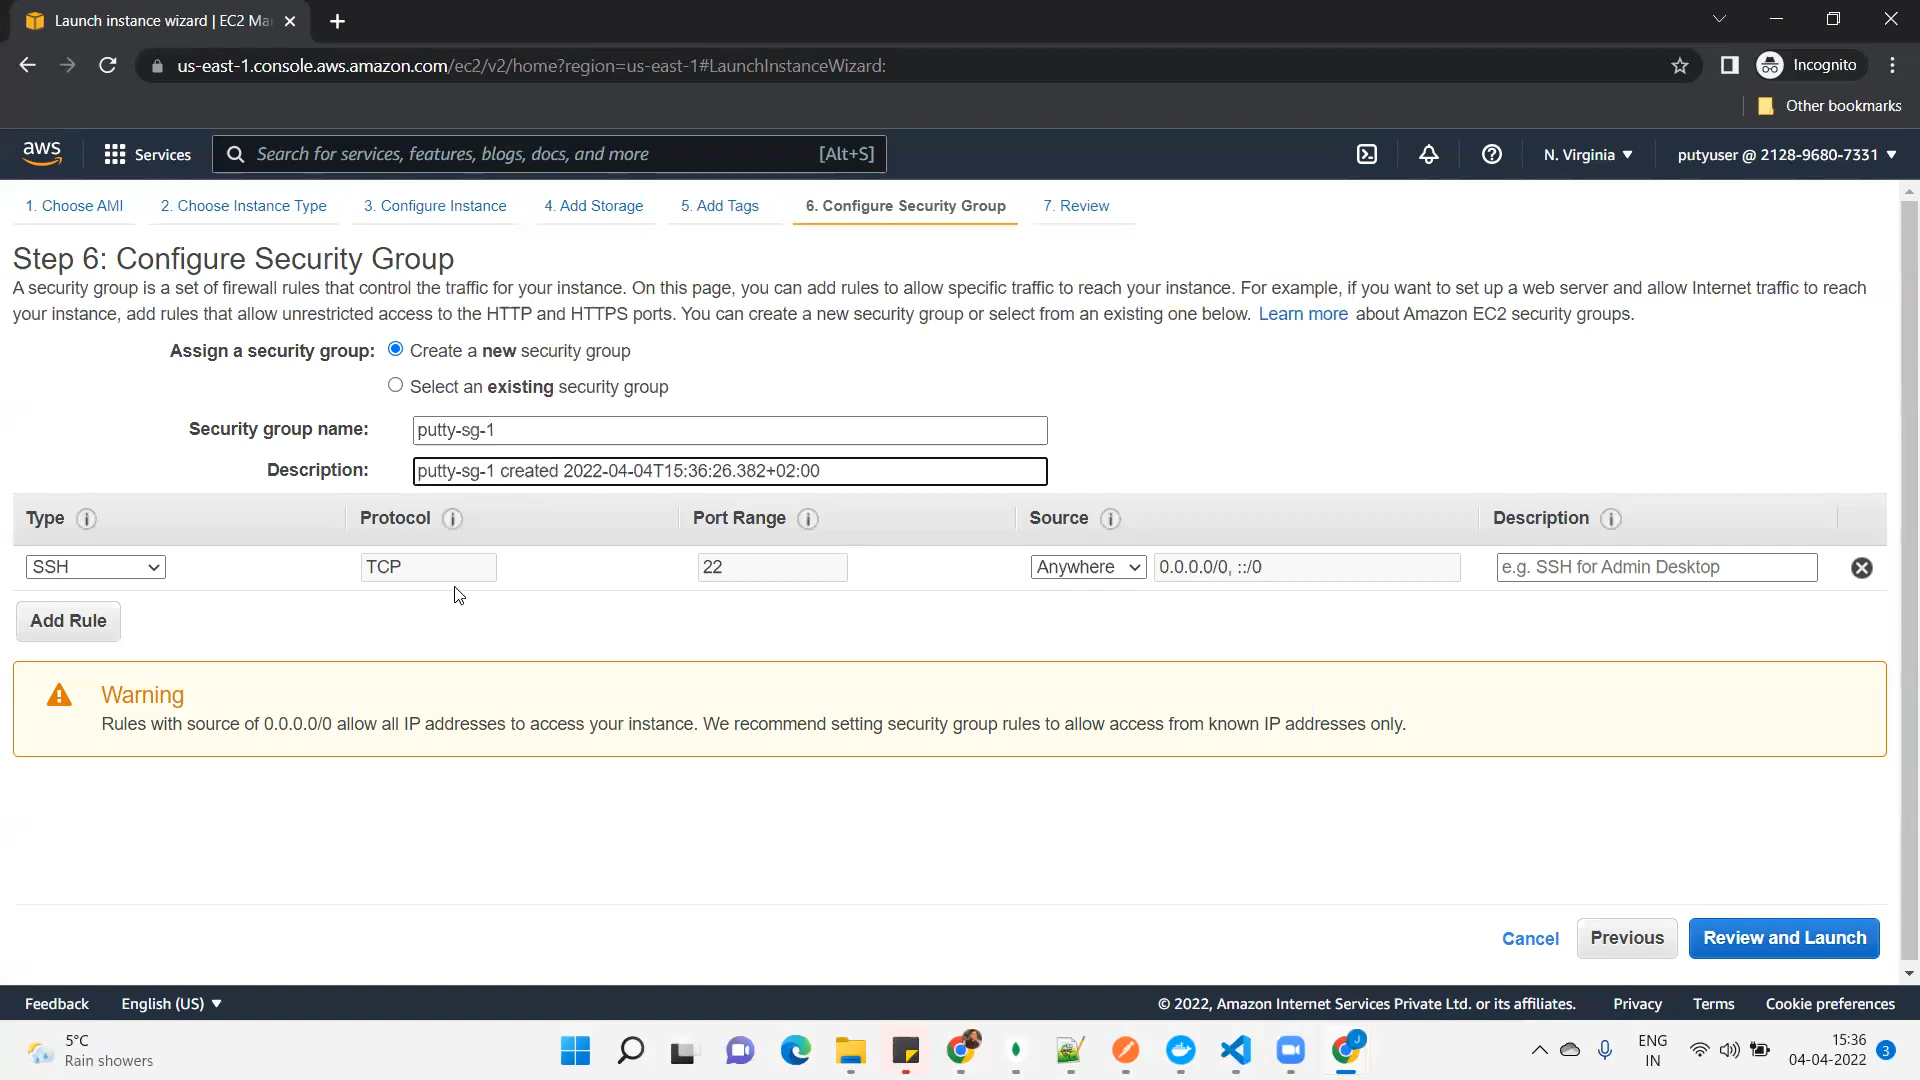 Launch instance wizard | EC2 Ma
us-east-1.console.aws.amazon.com/ec2/v2/home?region=us-east-1#LaunchInstanceWizard:
Incognito
Other bookmarks
aws
Services
Search for services, features, blogs, docs, and more
[Alt+S]
N. Virginia
putyuser @ 2128-9680-7331
1. Choose AMI
2. Choose Instance Type
3. Configure Instance
4. Add Storage
5. Add Tags
6. Configure Security Group
7. Review
Step 6: Configure Security Group
A security group is a set of firewall rules that control the traffic for your instance. On this page, you can add rules to allow specific traffic to reach your instance. For example, if you want to set up a web server and allow Internet traffic to reach
your instance, add rules that allow unrestricted access to the HTTP and HTTPS ports. You can create a new security group or select from an existing one below. Learn more about Amazon EC2 security groups.
Assign a security group:
Create a new security group
Select an existing security group
Security group name:
putty-sg-1
Description:
putty-sg-1 created 2022-04-04T15:36:26.382+02:00
Type
Protocol
Port Range
Source
Description
SSH
TCP
22
Anywhere
0.0.0.0/0, ::/0
e.g. SSH for Admin Desktop
Add Rule
Warning
Rules with source of 0.0.0.0/0 allow all IP addresses to access your instance. We recommend setting security group rules to allow access from known IP addresses only.
Cancel
Previous
Review and Launch
Feedback
English (US)
© 2022, Amazon Internet Services Private Ltd. or its affiliates.
Privacy
Terms
Cookie preferences
5°C
Rain showers
J
ENG
IN
15:36
04-04-2022
3